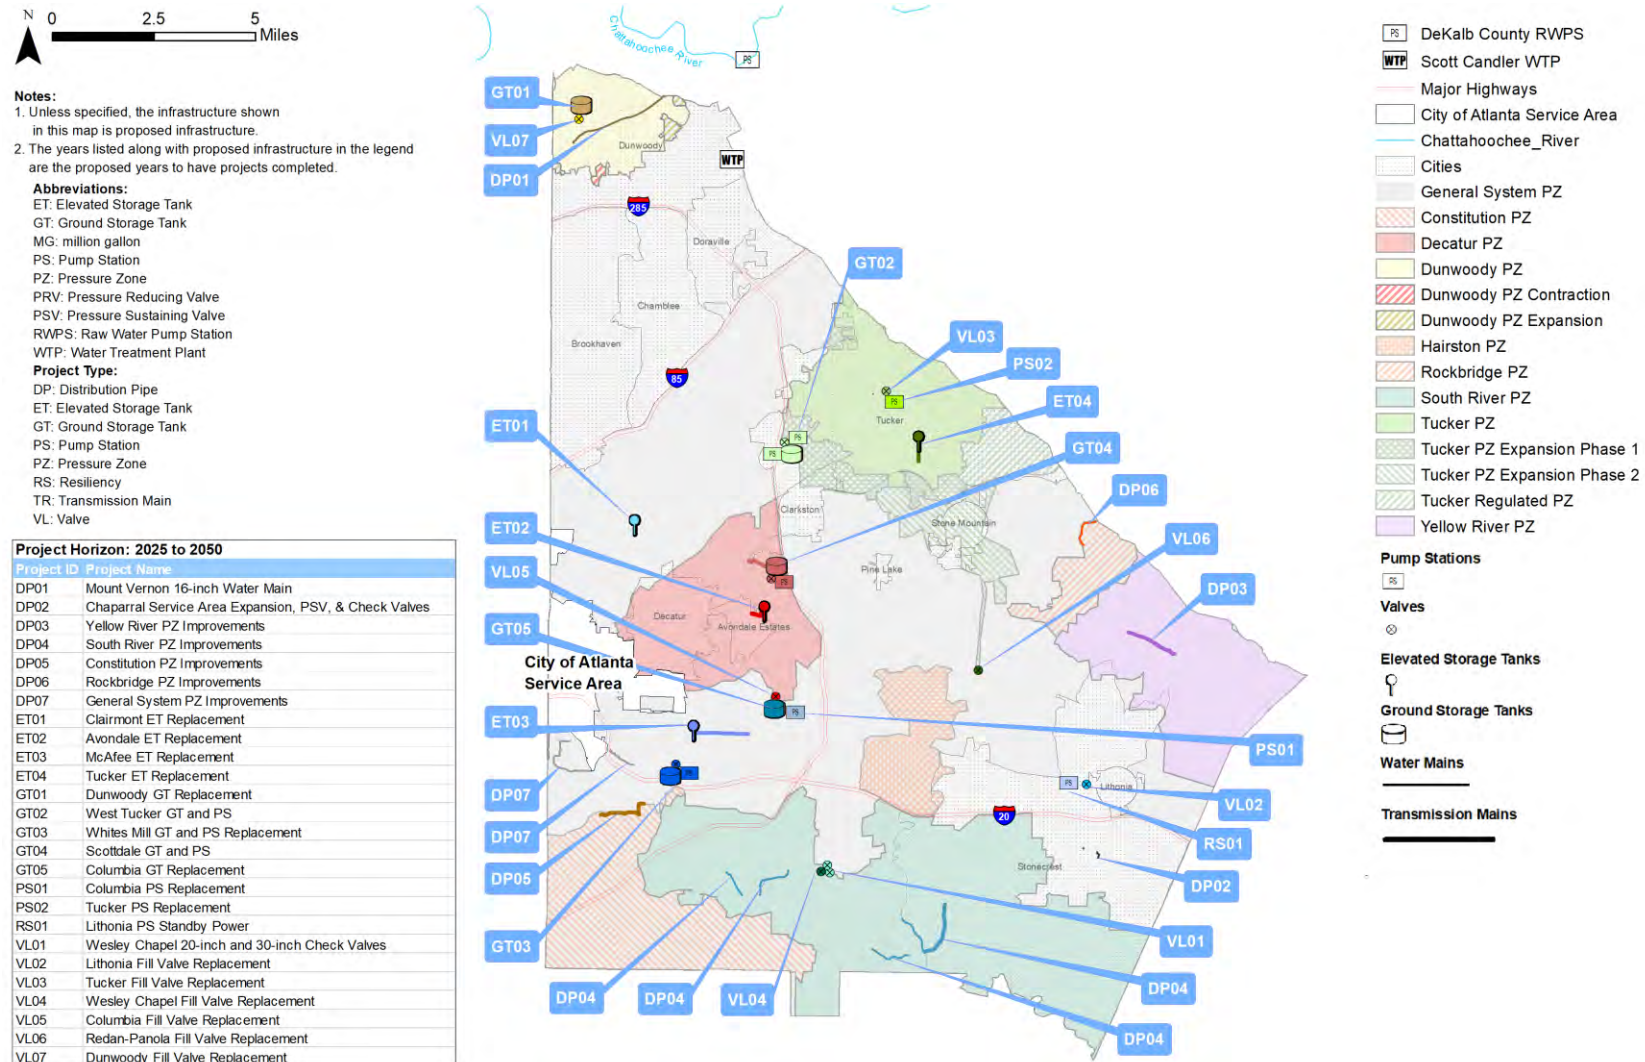 N
0 2.5 5
Miles
Notes:
1. Unless specified, the infrastructure shown
in this map is proposed infrastructure.
2. The years listed along with proposed infrastructure in the legend
are the proposed years to have projects completed.
Abbreviations:
ET: Elevated Storage Tank
GT: Ground Storage Tank
MG: million gallon
PS: Pump Station
PZ: Pressure Zone
PRV: Pressure Reducing Valve
PSV: Pressure Sustaining Valve
RWPS: Raw Water Pump Station
WTP: Water Treatment Plant
Project Type:
DP: Distribution Pipe
ET: Elevated Storage Tank
GT: Ground Storage Tank
PS: Pump Station
PZ: Pressure Zone
RS: Resiliency
TR: Transmission Main
VL: Valve
Project Horizon: 2025 to 2050
Project ID Project Name
DP01 Mount Vernon 16-inch Water Main
DP02 Chaparral Service Area Expansion, PSV, & Check Valves
DP03 Yellow River PZ Improvements
DP04 South River PZ Improvements
DP05 Constitution PZ Improvements
DP06 Rockbridge PZ Improvements
DP07 General System PZ Improvements
ET01 Clairmont ET Replacement
ET02 Avondale ET Replacement
ET03 McAfee ET Replacement
ET04 Tucker ET Replacement
GT01 Dunwoody GT Replacement
GT02 West Tucker GT and PS
GT03 Whites Mill GT and PS Replacement
GT04 Scottdale GT and PS
GT05 Columbia GT Replacement
PS01 Columbia PS Replacement
PS02 Tucker PS Replacement
RS01 Lithonia PS Standby Power
VL01 Wesley Chapel 20-inch and 30-inch Check Valves
VL02 Lithonia Fill Valve Replacement
VL03 Tucker Fill Valve Replacement
VL04 Wesley Chapel Fill Valve Replacement
VL05 Columbia Fill Valve Replacement
VL06 Redan-Panola Fill Valve Replacement
VL07 Dunwoody Fill Valve Replacement
Chattahoochee River
PS
GT01
VL07
DP01
Dunwoody
WTP
285
Doraville
GT02
Chamblee
Brookhaven
85
VL03
PS02
PS
ET04
Tucker
ET01
PS
PS
GT04
DP06
Clarkston
Stone Mountain
ET02
VL06
VL05
Pine Lake
PS
DP03
Decatur
Avondale Estates
GT05
City of Atlanta
Service Area
PS
ET03
PS01
PS
PS
Lithonia
DP07
VL02
20
DP07
RS01
Stonecrest
DP05
DP02
GT03
VL01
DP04
DP04
DP04
VL04
DP04
PS DeKalb County RWPS
WTP Scott Candler WTP
Major Highways
City of Atlanta Service Area
Chattahoochee_River
Cities
General System PZ
Constitution PZ
Decatur PZ
Dunwoody PZ
Dunwoody PZ Contraction
Dunwoody PZ Expansion
Hairston PZ
Rockbridge PZ
South River PZ
Tucker PZ
Tucker PZ Expansion Phase 1
Tucker PZ Expansion Phase 2
Tucker Regulated PZ
Yellow River PZ
Pump Stations
PS
Valves
Elevated Storage Tanks
Ground Storage Tanks
Water Mains
Transmission Mains